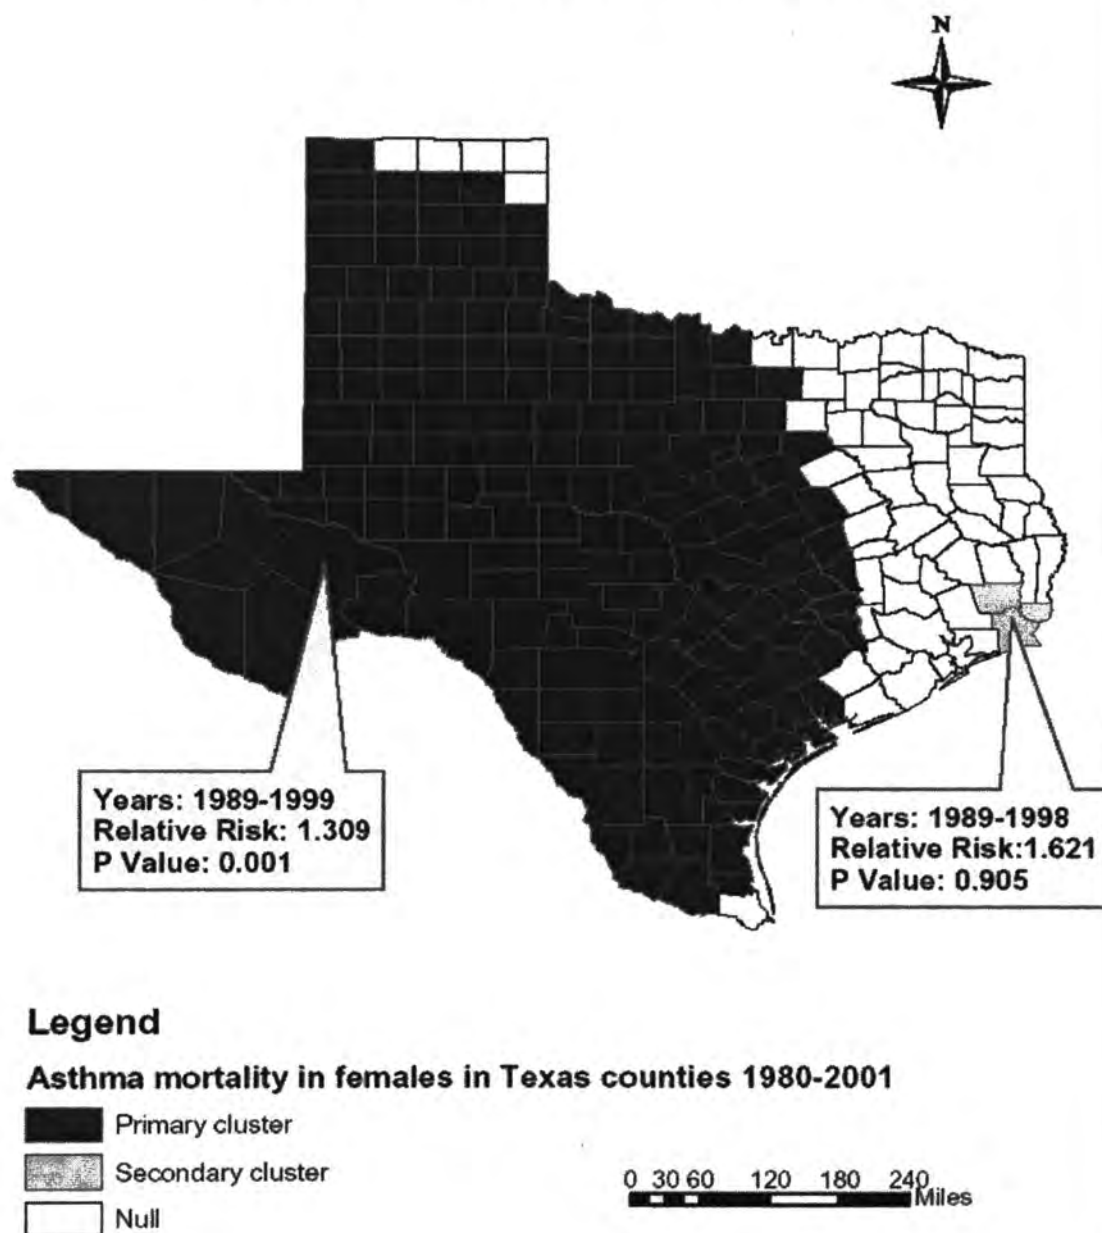 N
Years: 1989-1999
Relative Risk: 1.309
P Value: 0.001
Years: 1989-1998
Relative Risk:1.621
P Value: 0.905
Legend
Asthma mortality in females in Texas counties 1980-2001
Primary cluster
Secondary cluster
Null
0 30 60 120 180 240
Miles